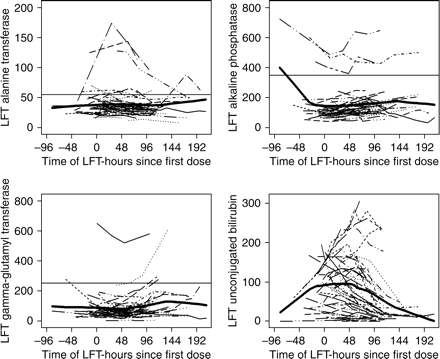 200
150
100
50
0
LFT alanine transferase
−96 −48 0 48 96 144 192
Time of LFT-hours since first dose
800
600
400
200
0
LFT alkaline phosphatase
−96 −48 0 48 96 144 192
Time of LFT-hours since first dose
800
600
400
200
0
LFT gamma-glutamyl transferase
−96 −48 0 48 96 144 192
Time of LFT-hours since first dose
300
200
100
0
LFT unconjugated bilirubin
−96 −48 0 48 96 144 192
Time of LFT-hours since first dose